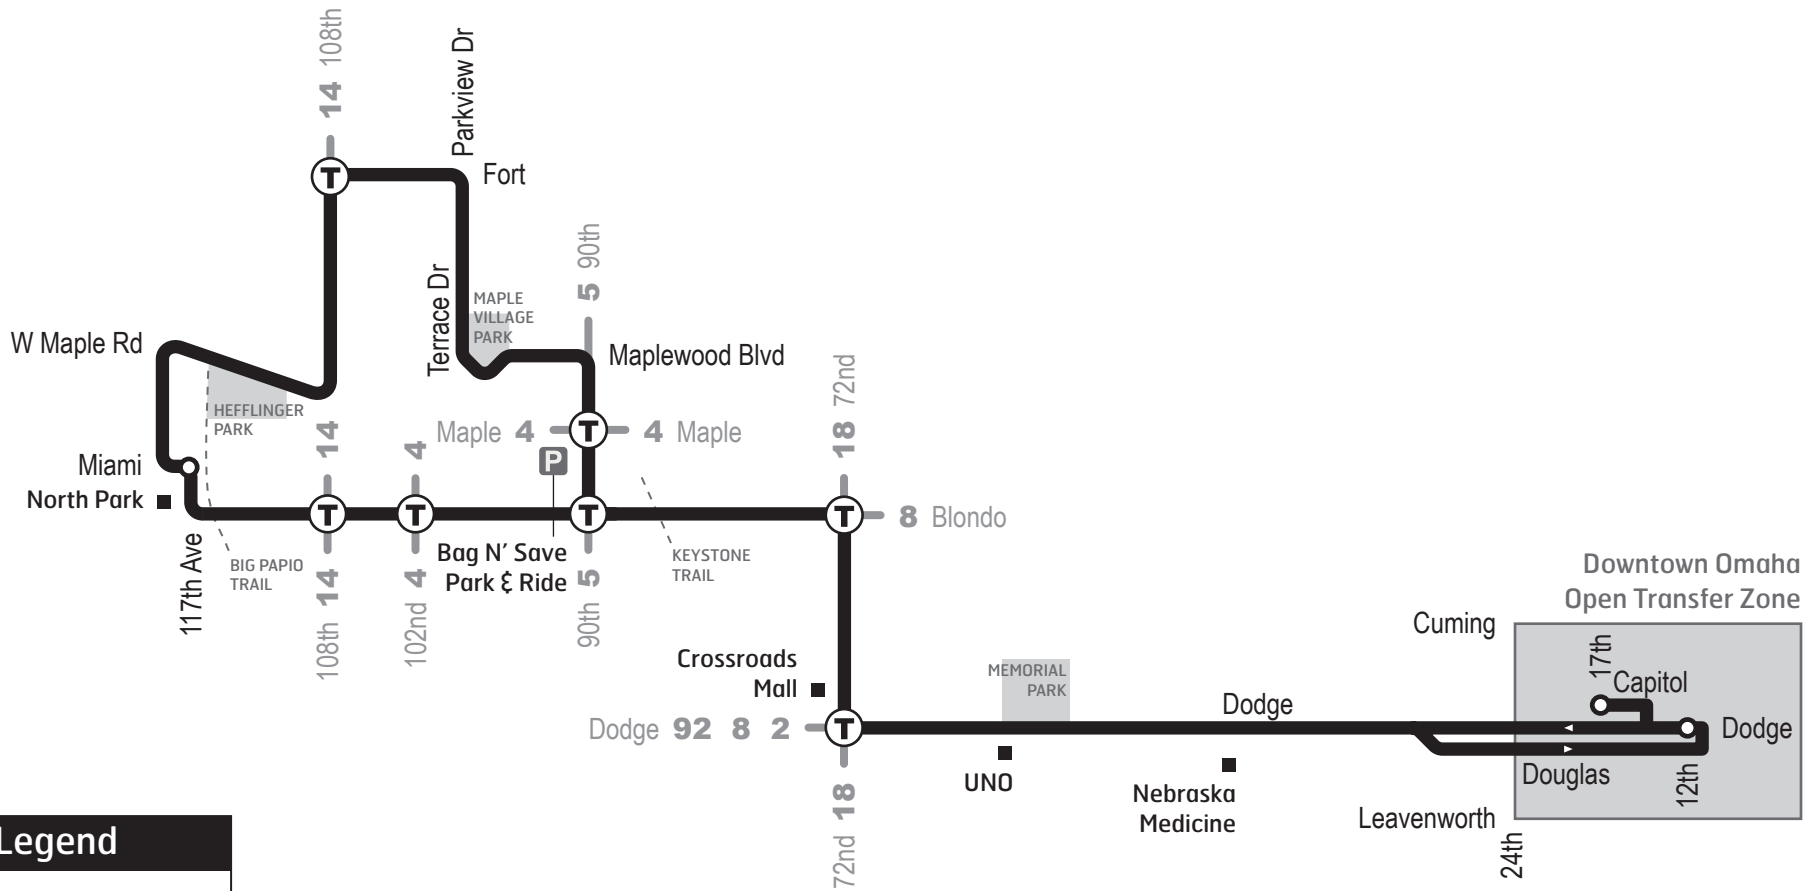 14 108th
Parkview Dr
Fort
5 90th
Terrace Dr
MAPLE
VILLAGE
PARK
W Maple Rd
Maplewood Blvd
18 72nd
HEFFLINGER
PARK
14
4
Maple 4
4 Maple
T
T
P
Miami
North Park
T
T
T
T
8 Blondo
117th Ave
BIG PAPIO
TRAIL
108th 14
102nd 4
Bag N' Save
Park & Ride
90th 5
KEYSTONE
TRAIL
Downtown Omaha
Open Transfer Zone
Cuming
17th
Capitol
Crossroads
Mall
MEMORIAL
PARK
Dodge
Dodge 92 8 2
T
Dodge
UNO
Nebraska
Medicine
Douglas
12th
72nd 18
Leavenworth
24th
Legend